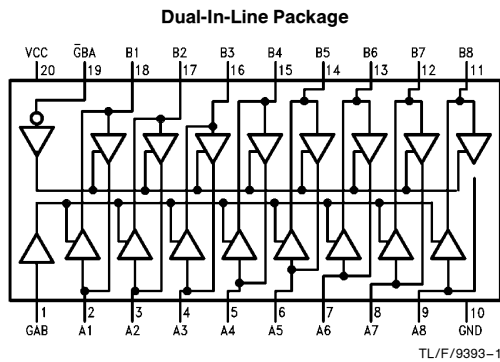 Dual-In-Line Package
VCC G̅BA B1 B2 B3 B4 B5 B6 B7 B8
20 19 18 17 16 15 14 13 12 11
1 2 3 4 5 6 7 8 9 10
GAB A1 A2 A3 A4 A5 A6 A7 A8 GND
TL/F/9393–1